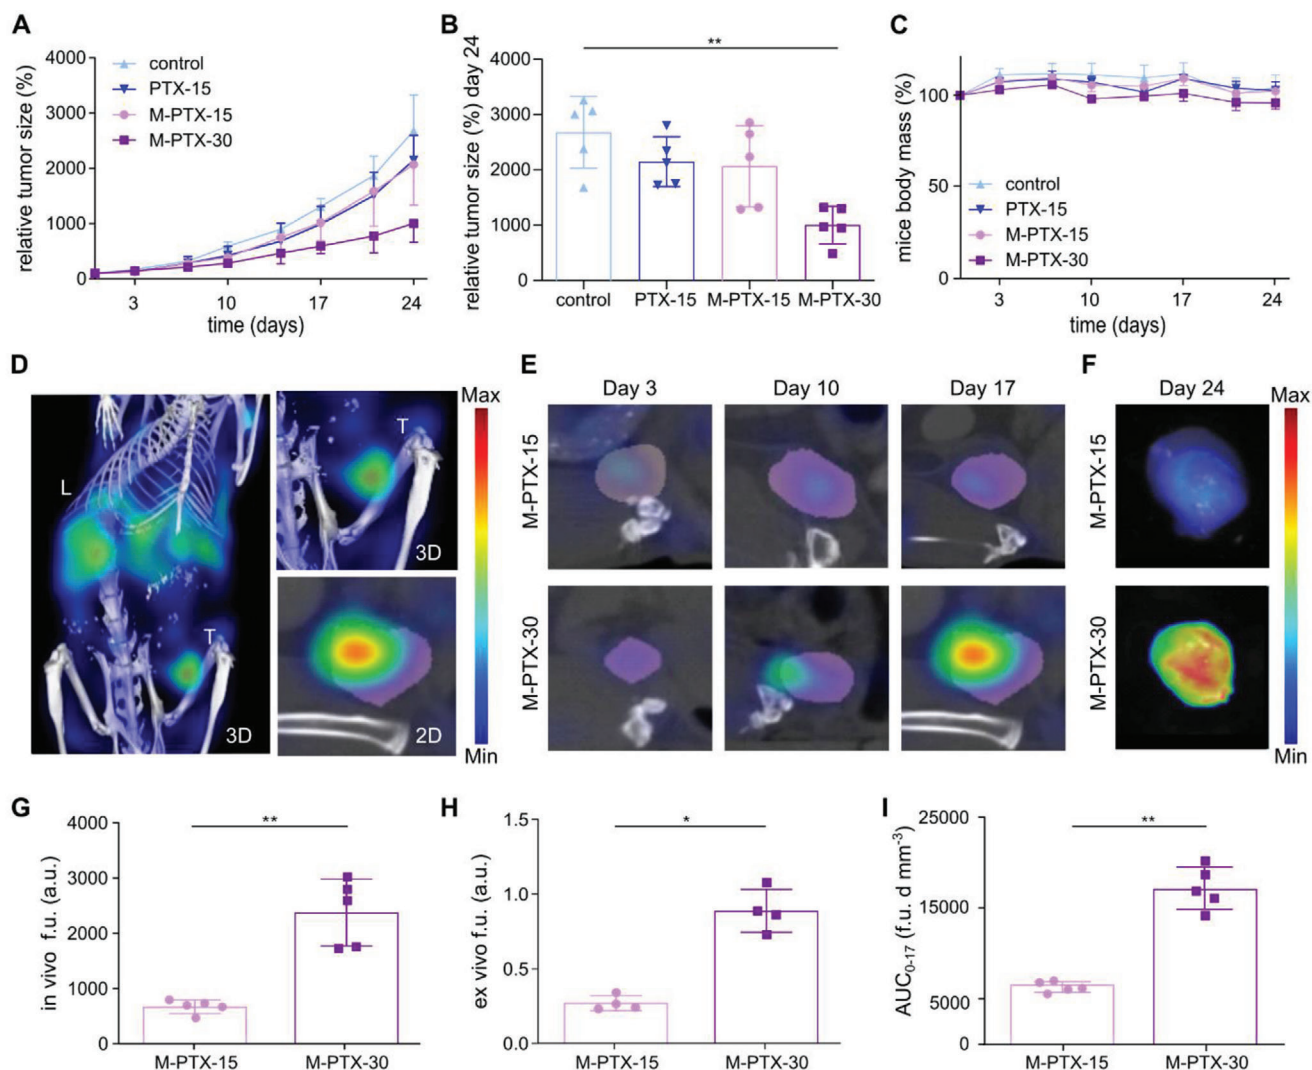 A
relative tumor size (%)
4000
3000
2000
1000
0
3
10
17
24
time (days)
control
PTX-15
M-PTX-15
M-PTX-30
B
relative tumor size (%) day 24
4000
3000
2000
1000
0
**
control
PTX-15
M-PTX-15
M-PTX-30
C
mice body mass (%)
100
50
0
control
PTX-15
M-PTX-15
M-PTX-30
3
10
17
24
time (days)
D
L
T
3D
T
3D
2D
Max
Min
E
Day 3
Day 10
Day 17
M-PTX-15
M-PTX-30
F
Day 24
M-PTX-15
M-PTX-30
Max
Min
G
in vivo f.u. (a.u.)
4000
3000
2000
1000
0
**
M-PTX-15
M-PTX-30
H
ex vivo f.u. (a.u.)
1.5
1.0
0.5
0.0
*
M-PTX-15
M-PTX-30
I
AUC₀₋₁₇ (f.u. d mm⁻³)
25000
15000
5000
0
**
M-PTX-15
M-PTX-30